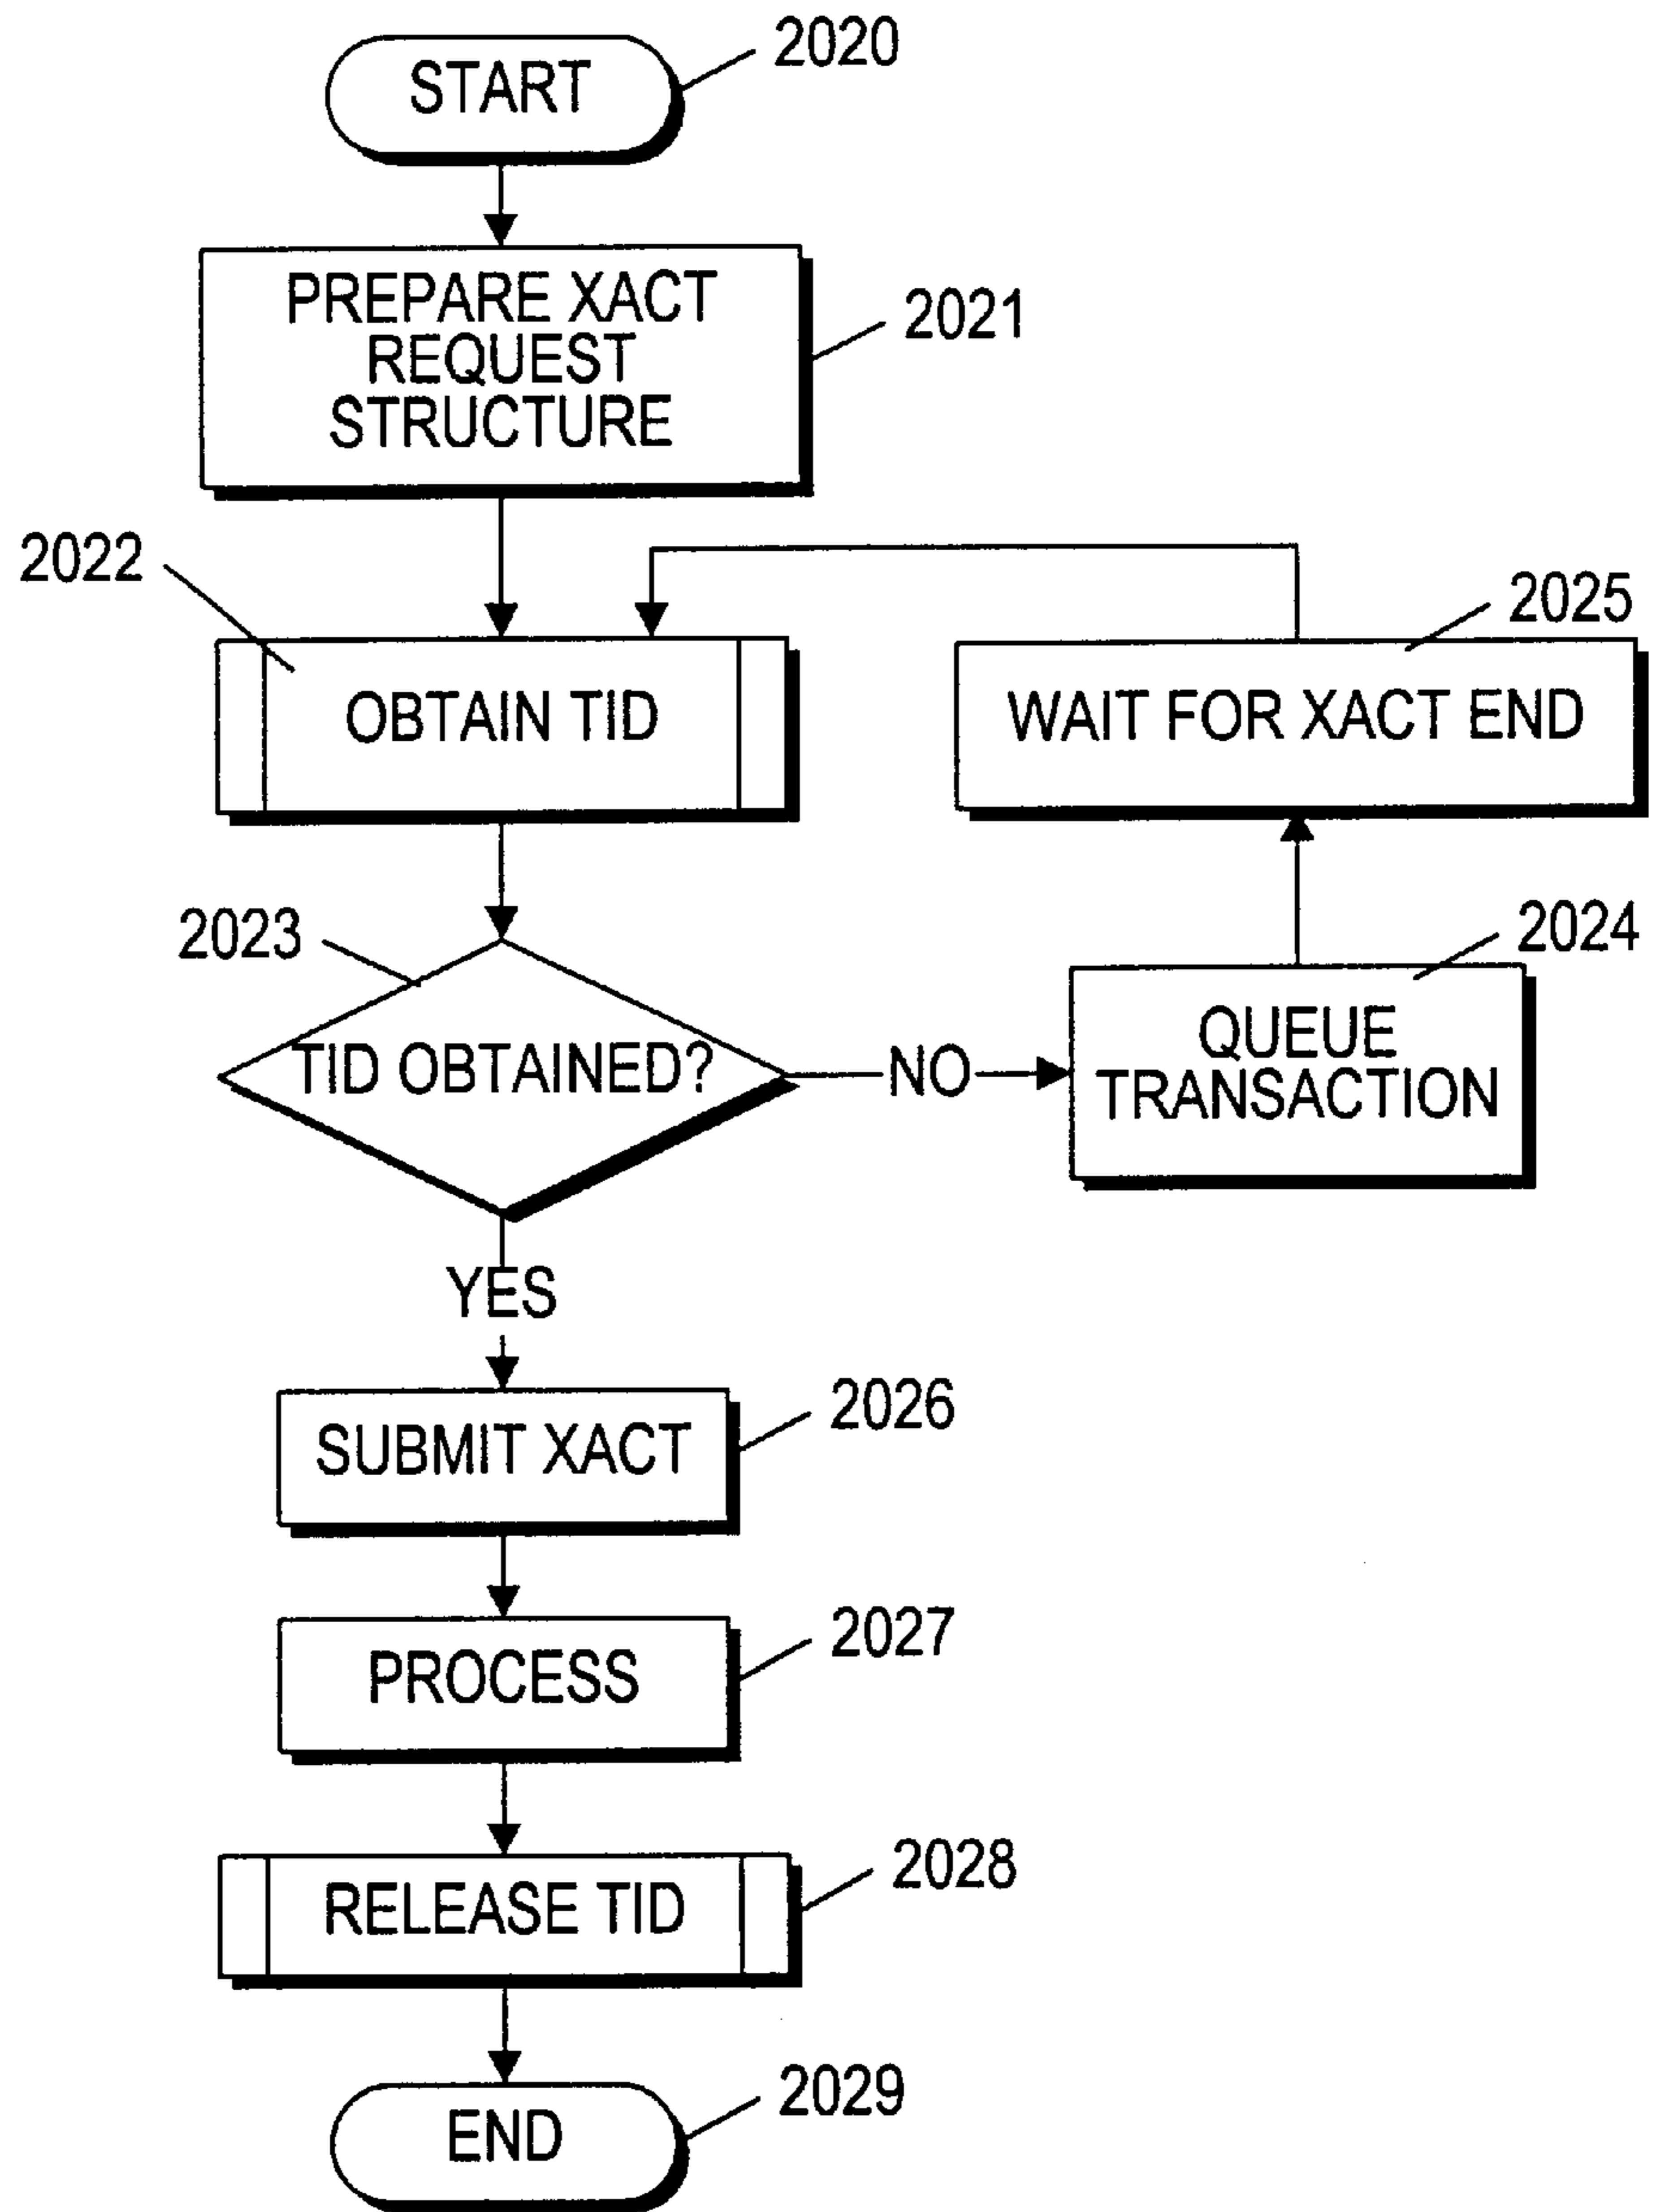 START
2020
PREPARE XACT
REQUEST
STRUCTURE
2021
2022
OBTAIN TID
2025
WAIT FOR XACT END
2023
TID OBTAINED?
NO
2024
QUEUE
TRANSACTION
YES
2026
SUBMIT XACT
2027
PROCESS
2028
RELEASE TID
2029
END